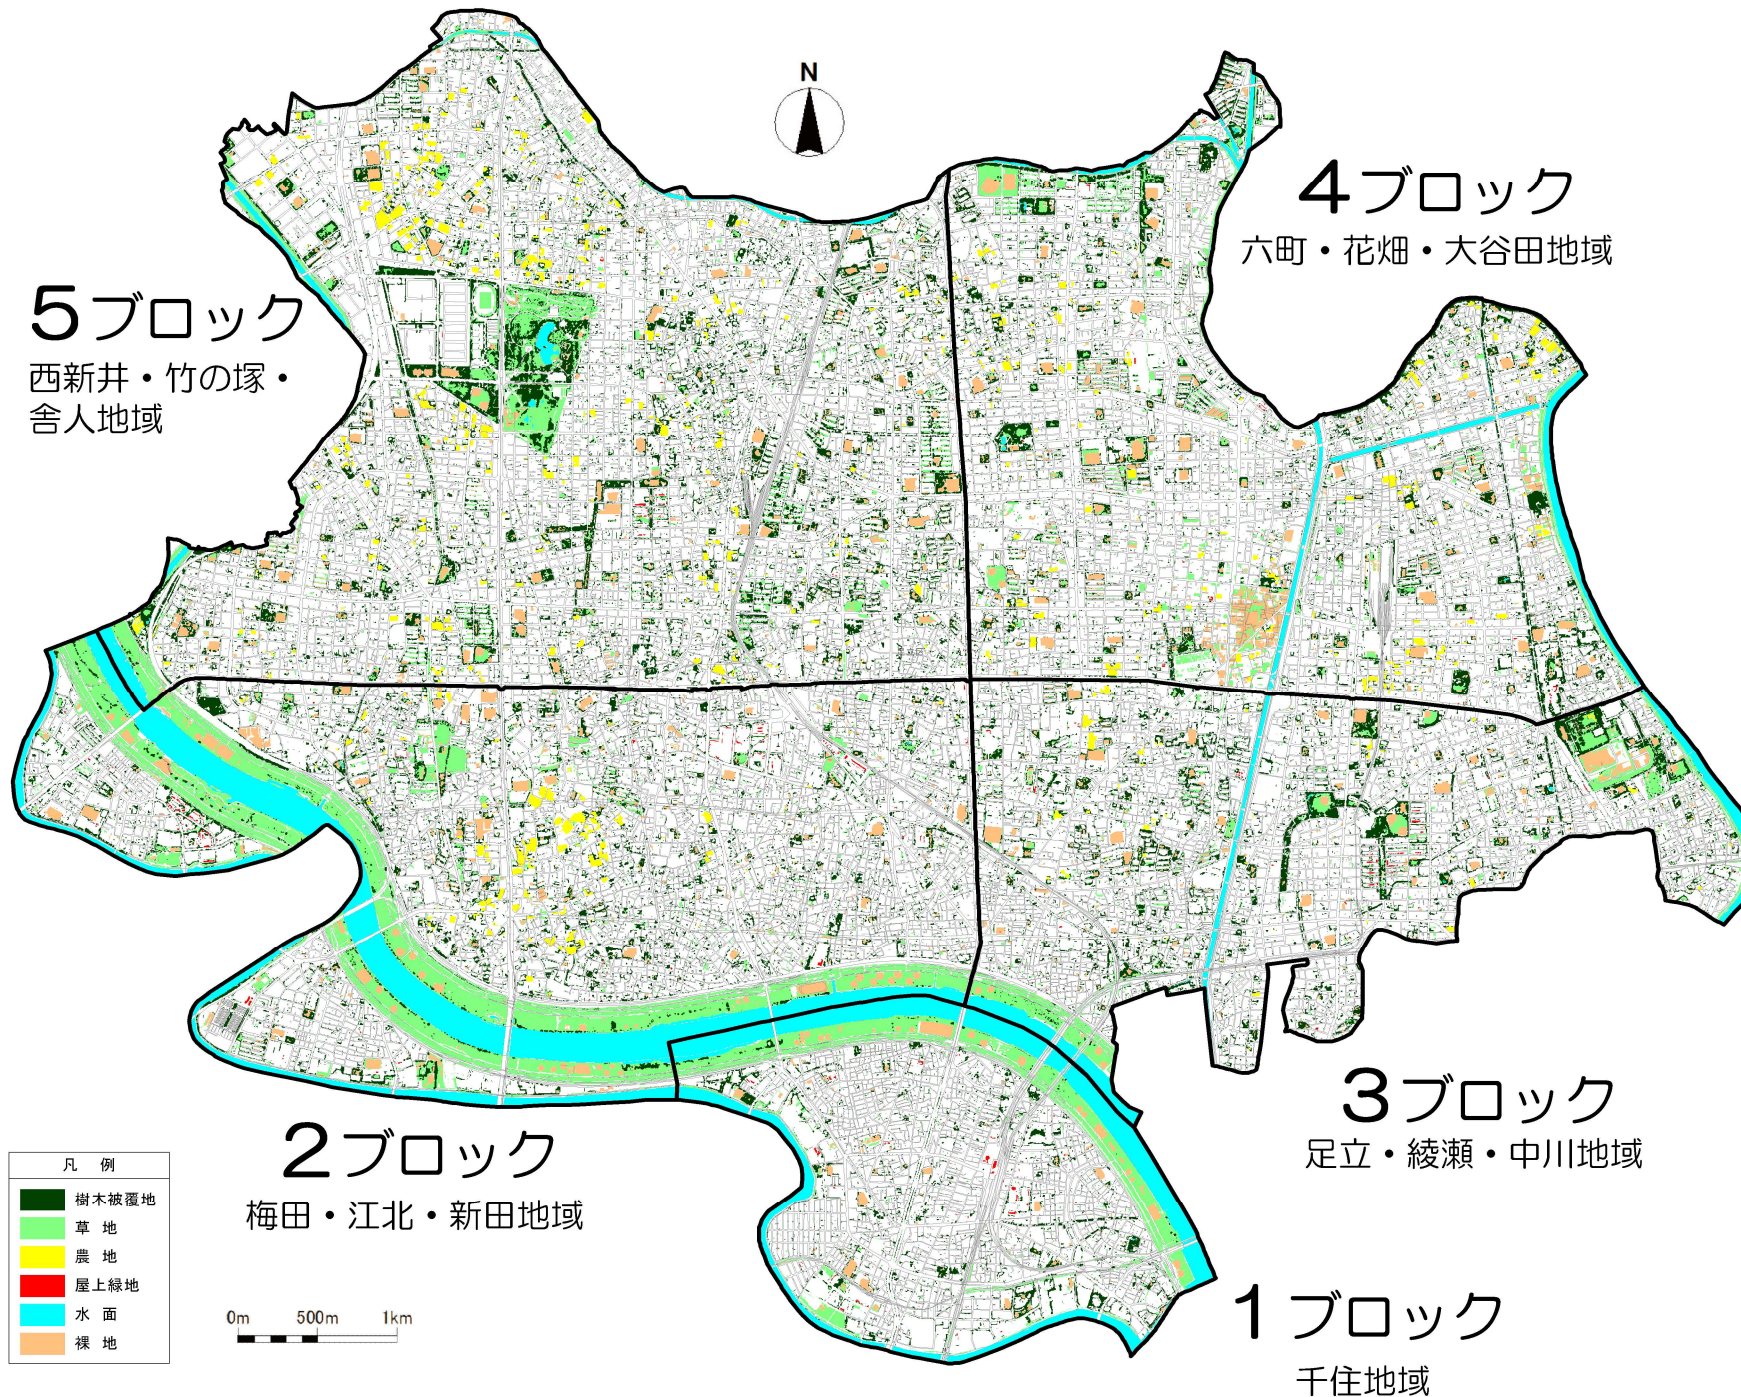 N
4ブロック
六町・花畑・大谷田地域
5ブロック
西新井・竹の塚・
舎人地域
3ブロック
足立・綾瀬・中川地域
2ブロック
梅田・江北・新田地域
1ブロック
千住地域
凡 例
樹木被覆地
草 地
農 地
屋上緑地
水 面
裸 地
0m 500m 1km